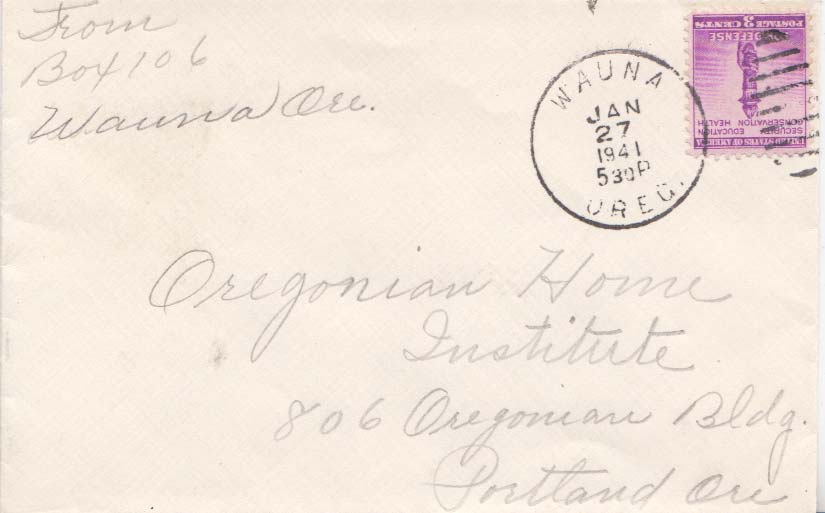 From
Box 106
Wauna Ore.
WAUNA
JAN
27
1941
530P
OREG.
UNITED STATES OF AMERICA
SECURITY EDUCATION
CONSERVATION HEALTH
FOR DEFENSE
POSTAGE 3 CENTS
Oregonian Home
Institute
806 Oregonian Bldg.
Portland Ore